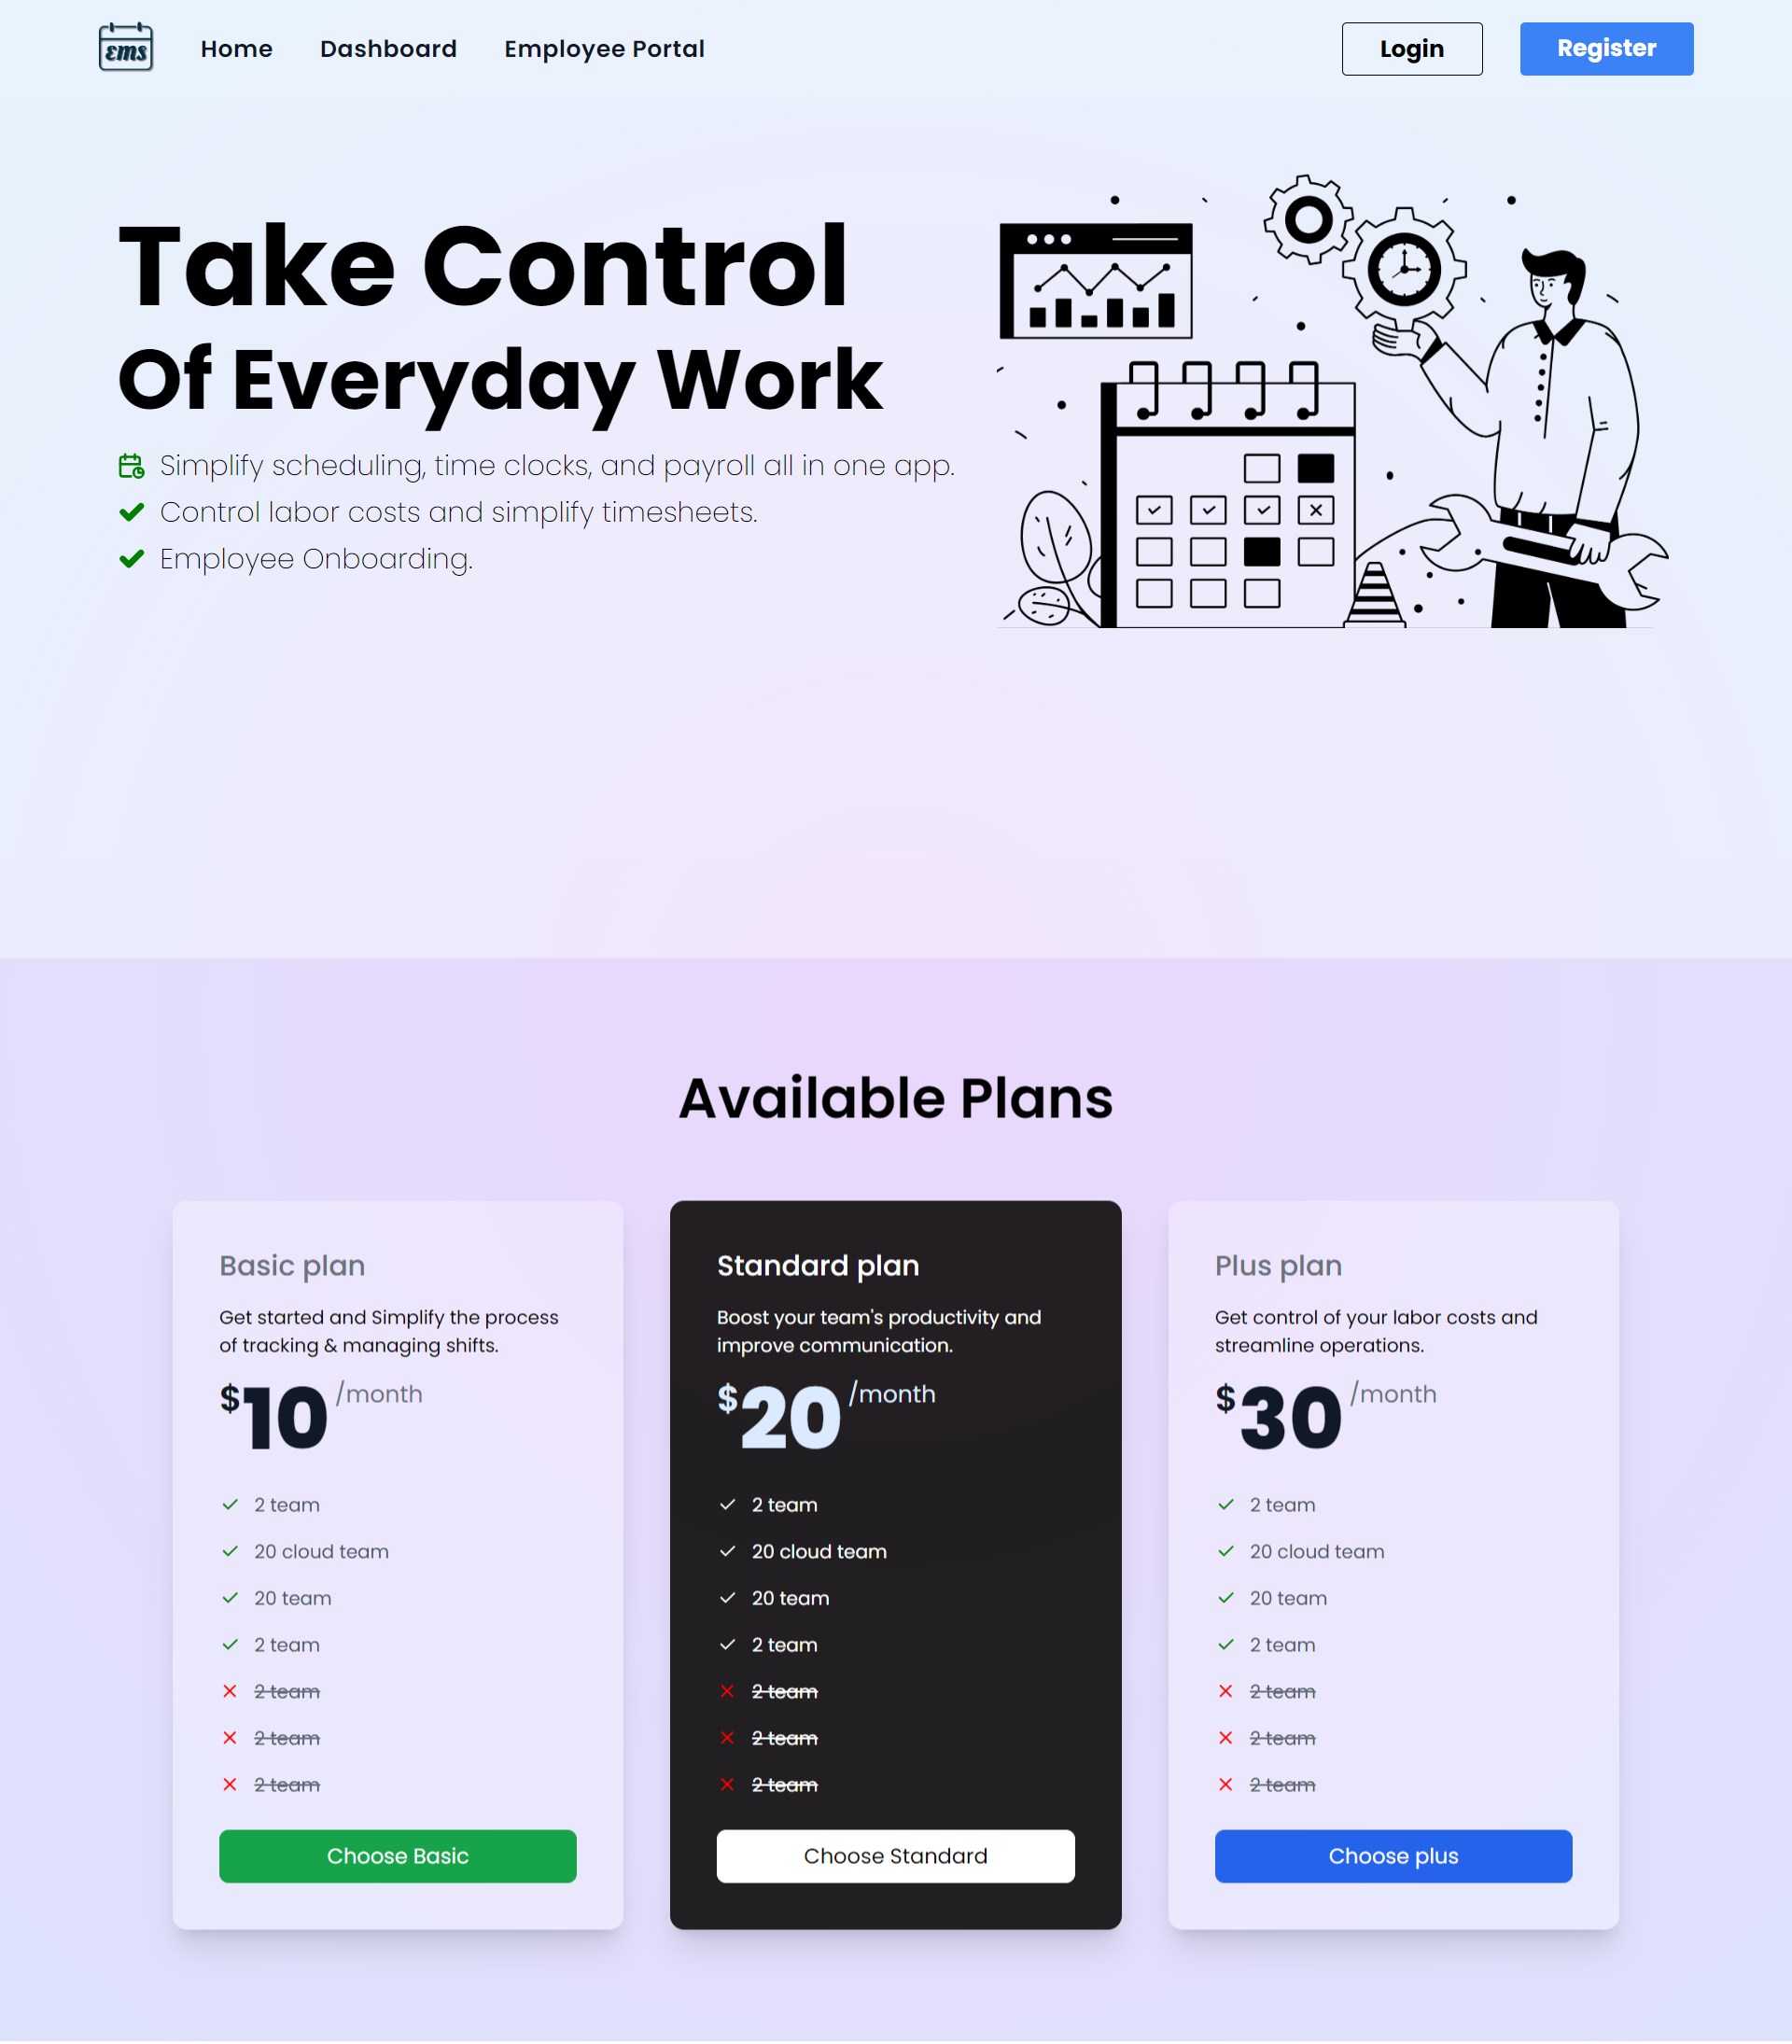 ems
Home
Dashboard
Employee Portal
Login
Register
Take Control
Of Everyday Work
Simplify scheduling, time clocks, and payroll all in one app.
Control labor costs and simplify timesheets.
Employee Onboarding.
Available Plans
Basic plan
Get started and Simplify the process
of tracking & managing shifts.
$10 /month
2 team
20 cloud team
20 team
2 team
2 team
2 team
2 team
Choose Basic
Standard plan
Boost your team's productivity and
improve communication.
$20 /month
2 team
20 cloud team
20 team
2 team
2 team
2 team
2 team
Choose Standard
Plus plan
Get control of your labor costs and
streamline operations.
$30 /month
2 team
20 cloud team
20 team
2 team
2 team
2 team
2 team
Choose plus